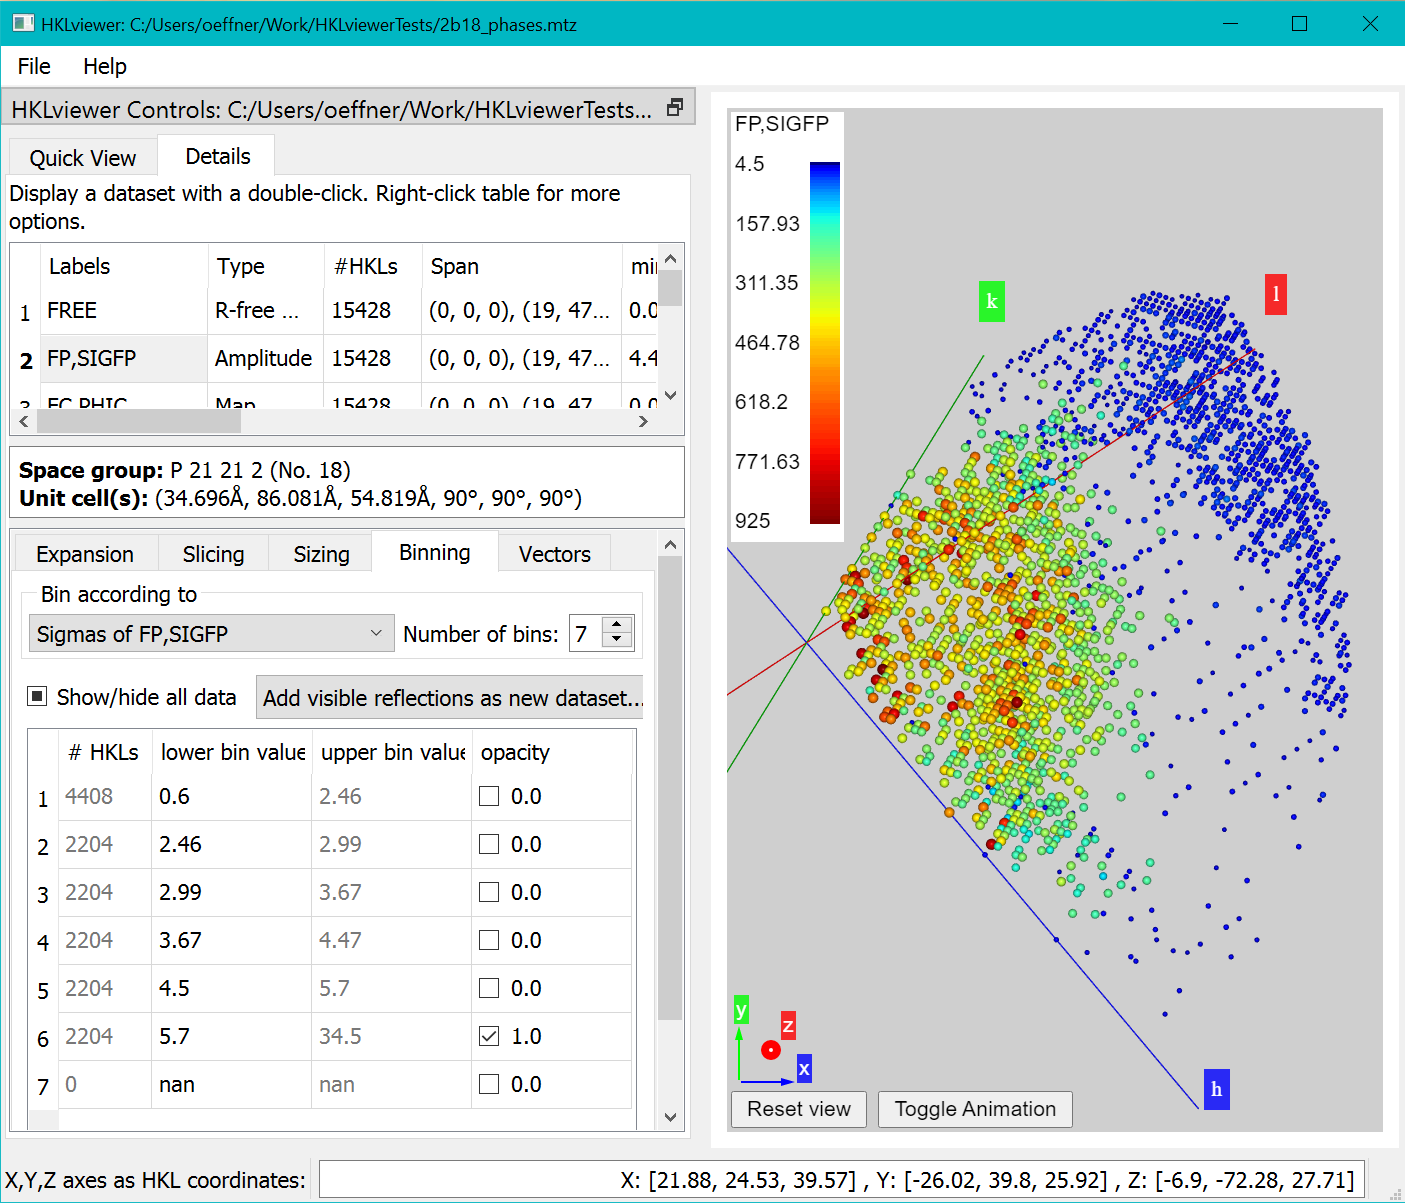 HKLviewer: C:/Users/oeffner/Work/HKLviewerTests/2b18_phases.mtz
File Help
HKLviewer Controls: C:/Users/oeffner/Work/HKLviewerTests...
Quick View Details
Display a dataset with a double-click. Right-click table for more
options.
Labels Type #HKLs Span
1 FREE R-free ... 15428 (0, 0, 0), (19, 47... 0.0
2 FP,SIGFP Amplitude 15428 (0, 0, 0), (19, 47... 4.4
FC,PHIC Map 15428 (0, 0, 0), (19, 47 0.0
Space group: P 21 21 2 (No. 18)
Unit cell(s): (34.696Å, 86.081Å, 54.819Å, 90°, 90°, 90°)
Expansion Slicing Sizing Binning Vectors
Bin according to
Sigmas of FP,SIGFP Number of bins: 7
Show/hide all data Add visible reflections as new dataset...
# HKLs lower bin value upper bin value opacity
1 4408 0.6 2.46 0.0
2 2204 2.46 2.99 0.0
3 2204 2.99 3.67 0.0
4 2204 3.67 4.47 0.0
5 2204 4.5 5.7 0.0
6 2204 5.7 34.5 1.0
7 0 nan nan 0.0
FP,SIGFP
4.5
157.93
311.35
464.78
618.2
771.63
925
k
l
h
y
z
x
Reset view Toggle Animation
X,Y,Z axes as HKL coordinates: X: [21.88, 24.53, 39.57] , Y: [-26.02, 39.8, 25.92] , Z: [-6.9, -72.28, 27.71]